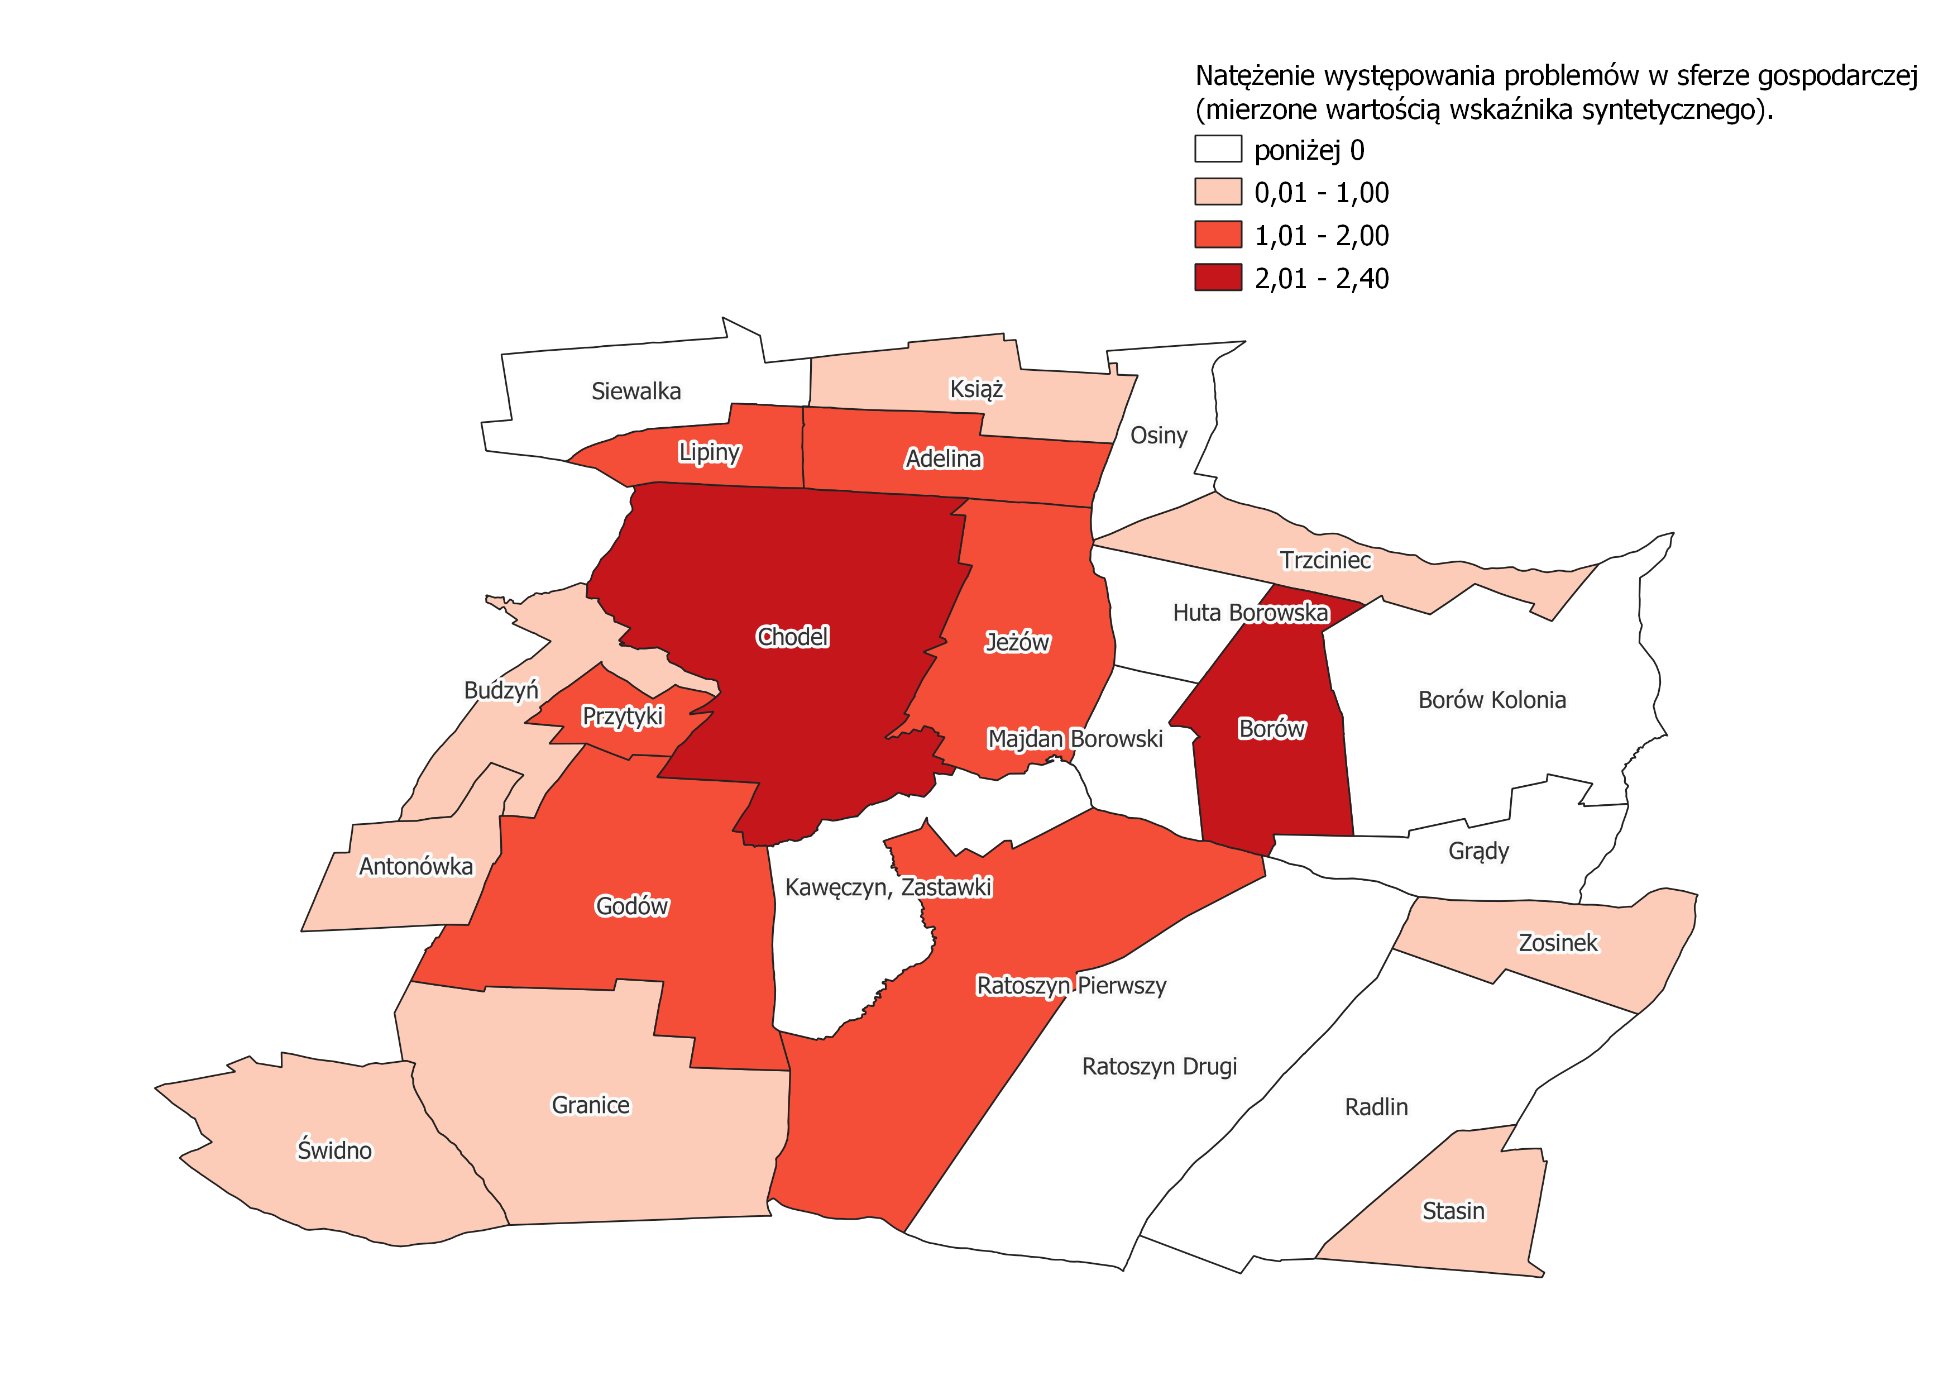 Natężenie występowania problemów w sferze gospodarczej
(mierzone wartością wskaźnika syntetycznego).
poniżej 0
0,01 - 1,00
1,01 - 2,00
2,01 - 2,40
Siewalka
Książ
Osiny
Lipiny
Adelina
Trzciniec
Huta Borowska
Chodel
Jeżów
Budzyń
Borów Kolonia
Przytyki
Borów
Majdan Borowski
Grądy
Antonówka
Kawęczyn, Zastawki
Godów
Zosinek
Ratoszyn Pierwszy
Ratoszyn Drugi
Granice
Radlin
Świdno
Stasin